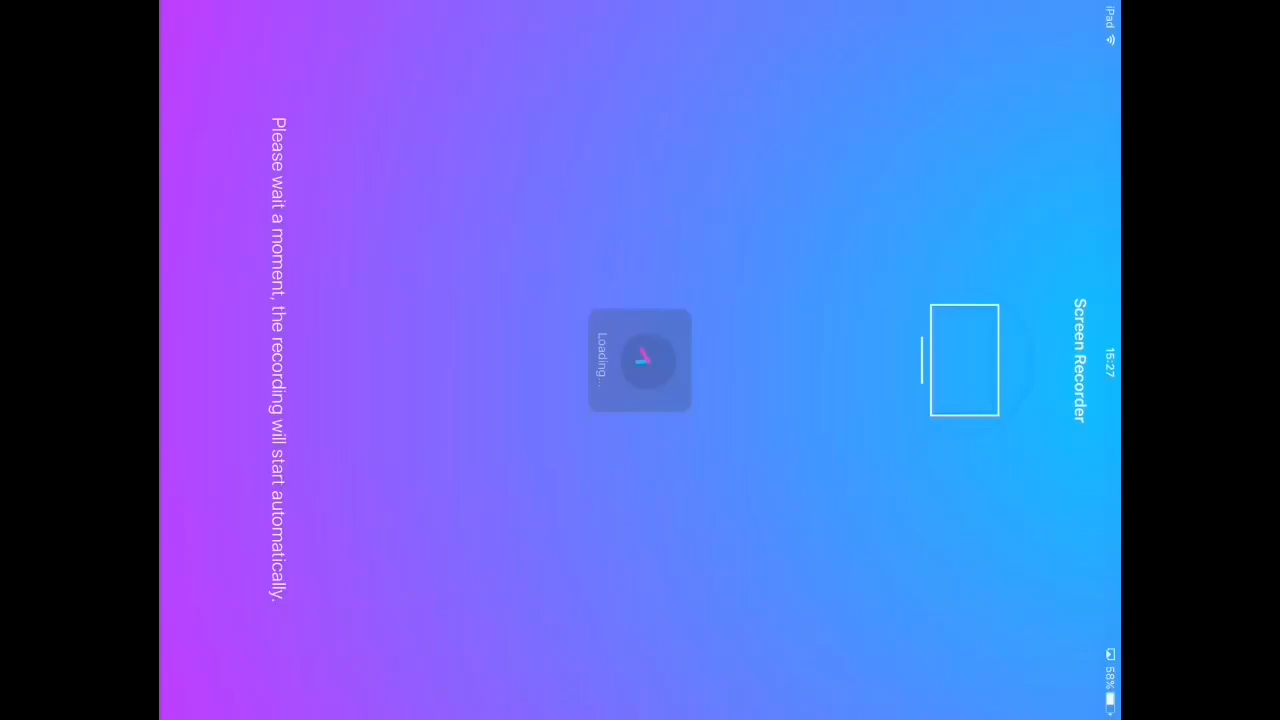 iPad
15:27
58%
Screen Recorder
Loading...
Please wait a moment, the recording will start automatically.